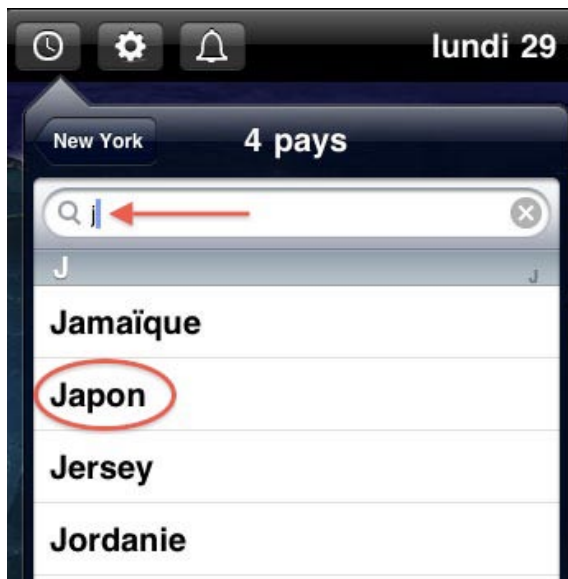 lundi 29
New York
4 pays
j
J
J
Jamaïque
Japon
Jersey
Jordanie